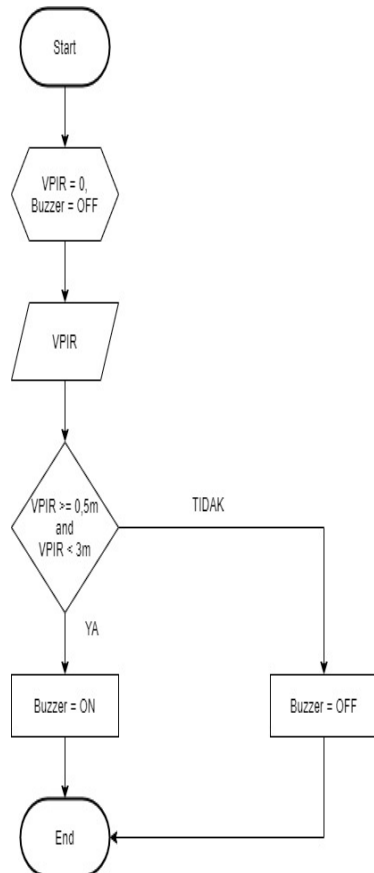 Start
VPIR = 0,
Buzzer = OFF
VPIR
VPIR >= 0,5m
and
VPIR < 3m
TIDAK
YA
Buzzer = ON
Buzzer = OFF
End